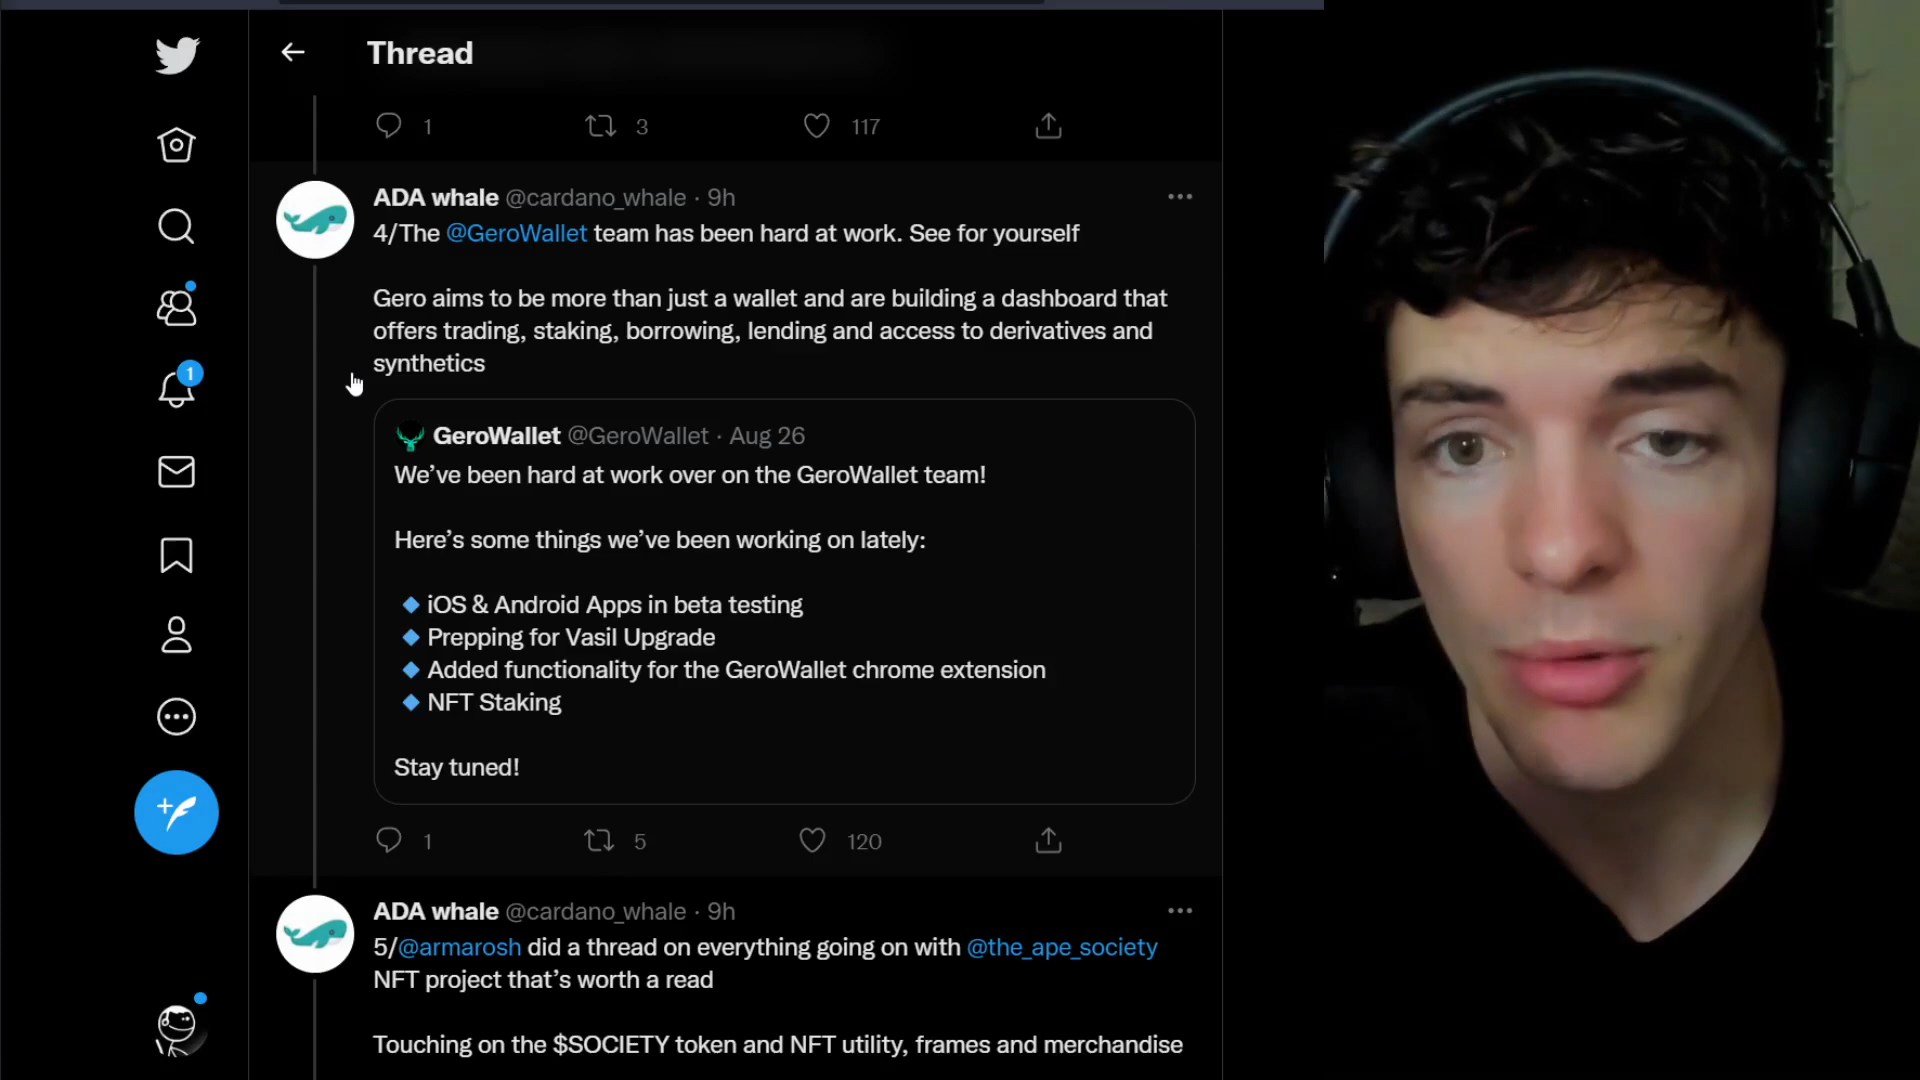 Thread
1 3 117
ADA whale @cardano_whale · 9h
4/The @GeroWallet team has been hard at work. See for yourself
Gero aims to be more than just a wallet and are building a dashboard that
offers trading, staking, borrowing, lending and access to derivatives and
synthetics
1
GeroWallet @GeroWallet · Aug 26
We've been hard at work over on the GeroWallet team!
Here's some things we've been working on lately:
🔹 iOS & Android Apps in beta testing
🔹 Prepping for Vasil Upgrade
🔹 Added functionality for the GeroWallet chrome extension
🔹 NFT Staking
Stay tuned!
1 5 120
ADA whale @cardano_whale · 9h
5/@armarosh did a thread on everything going on with @the_ape_society
NFT project that's worth a read
Touching on the $SOCIETY token and NFT utility, frames and merchandise